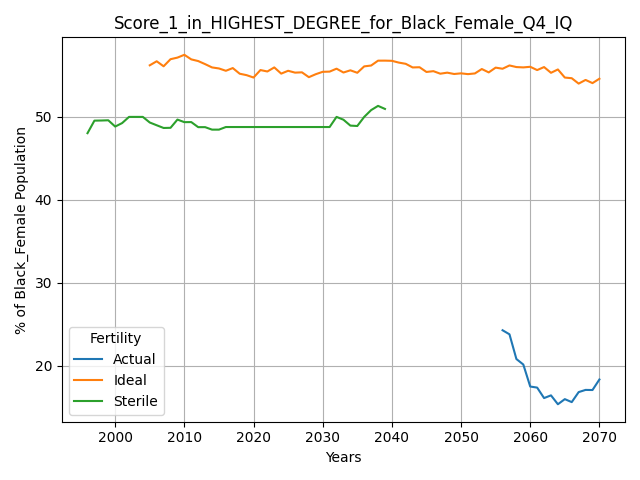 Score_1_in_HIGHEST_DEGREE_for_Black_Female_Q4_IQ
% of Black_Female Population
50
40
30
20
Fertility
Actual
Ideal
Sterile
2000 2010 2020 2030 2040 2050 2060 2070
Years